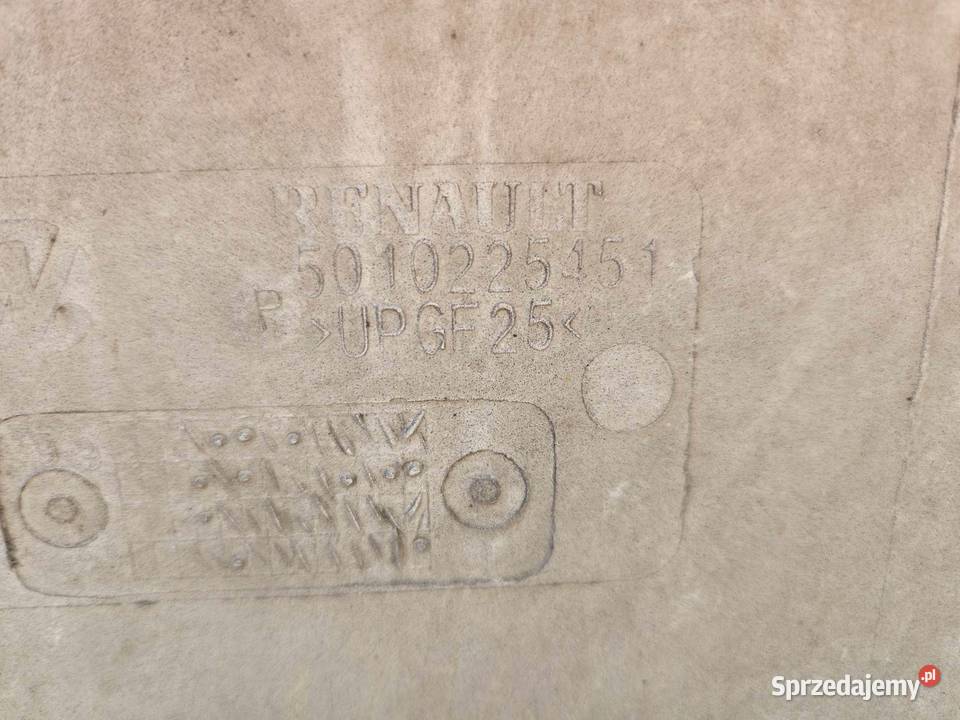 RENAULT
5010225451
P >UPGF25<
Sprzedajemy.pl